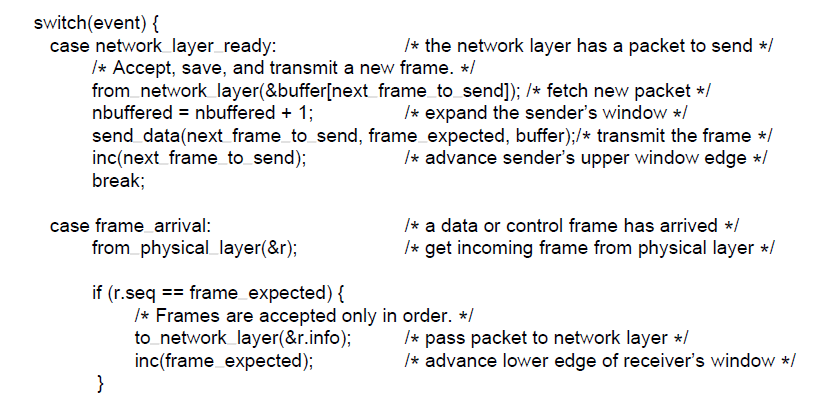 switch(event) {
case network_layer_ready: /* the network layer has a packet to send */
/* Accept, save, and transmit a new frame. */
from_network_layer(&buffer[next_frame_to_send]); /* fetch new packet */
nbuffered = nbuffered + 1; /* expand the sender's window */
send_data(next_frame_to_send, frame_expected, buffer);/* transmit the frame */
inc(next_frame_to_send); /* advance sender's upper window edge */
break;
case frame_arrival: /* a data or control frame has arrived */
from_physical_layer(&r); /* get incoming frame from physical layer */
if (r.seq == frame_expected) {
/* Frames are accepted only in order. */
to_network_layer(&r.info); /* pass packet to network layer */
inc(frame_expected); /* advance lower edge of receiver's window */
}